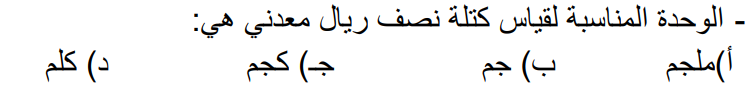 - الوحدة المناسبة لقياس كتلة نصف ريال معدني هي:
أ)ملجم ب) جم جـ) كجم د) كلم